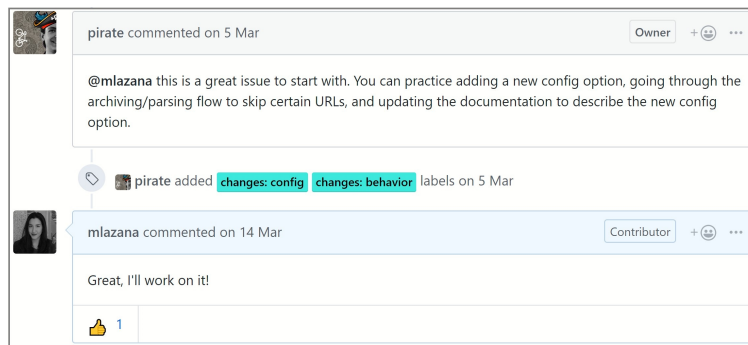 pirate commented on 5 Mar
Owner
@mlazana this is a great issue to start with. You can practice adding a new config option, going through the
archiving/parsing flow to skip certain URLs, and updating the documentation to describe the new config
option.
pirate added changes: config changes: behavior labels on 5 Mar
mlazana commented on 14 Mar
Contributor
Great, I'll work on it!
1